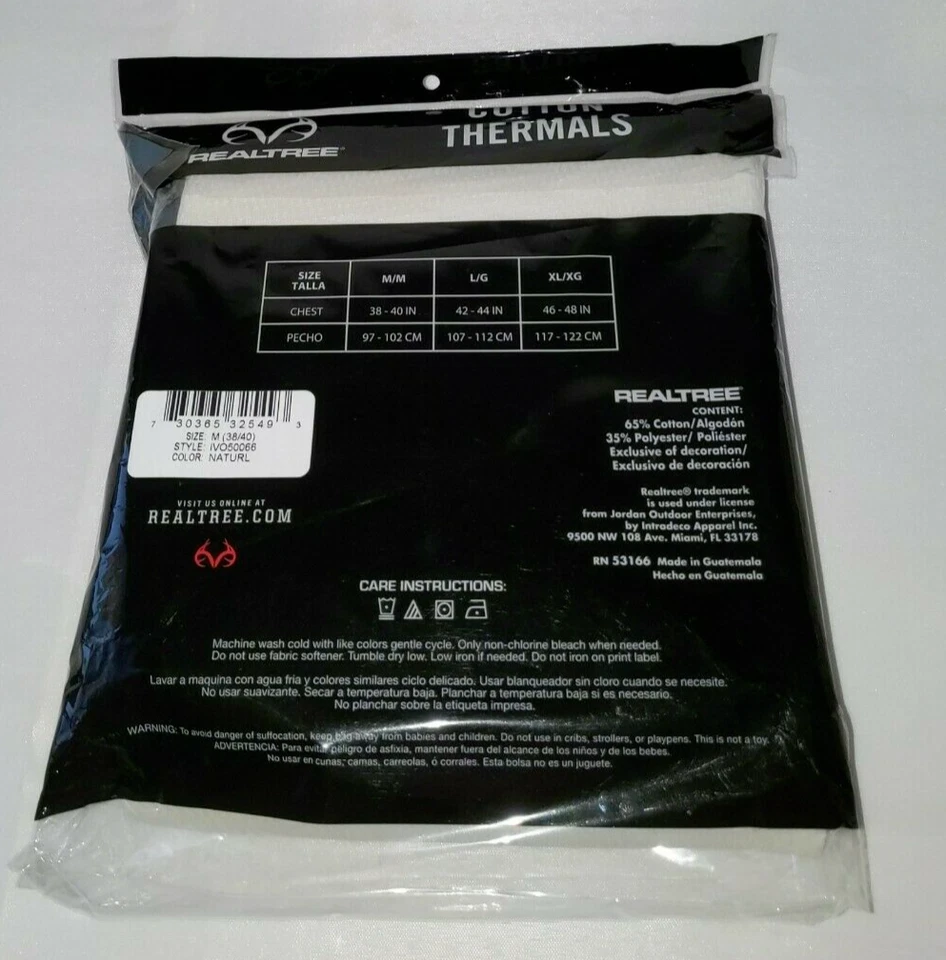 COTTON
REALTREE®
THERMALS
SIZE TALLA M/M L/G XL/XG
CHEST 38 - 40 IN 42 - 44 IN 46 - 48 IN
PECHO 97 - 102 CM 107 - 112 CM 117 - 122 CM
7 30365 32549 3
SIZE: M (38/40)
STYLE: IVO50066
COLOR: NATURL
VISIT US ONLINE AT
REALTREE.COM
REALTREE®
CONTENT:
65% Cotton/Algodón
35% Polyester/ Poliéster
Exclusive of decoration/
Exclusivo de decoración
Realtree® trademark
is used under license
from Jordan Outdoor Enterprises,
by Intradeco Apparel Inc.
9500 NW 108 Ave. Miami, FL 33178
RN 53166 Made in Guatemala
Hecho en Guatemala
CARE INSTRUCTIONS:
Machine wash cold with like colors gentle cycle. Only non-chlorine bleach when needed.
Do not use fabric softener. Tumble dry low. Low iron if needed. Do not iron on print label.
Lavar a maquina con agua fria y colores similares ciclo delicado. Usar blanqueador sin cloro cuando se necesite.
No usar suavizante. Secar a temperatura baja. Planchar a temperatura baja si es necesario.
No planchar sobre la etiqueta impresa.
WARNING: To avoid danger of suffocation, keep bag away from babies and children. Do not use in cribs, strollers, or playpens. This is not a toy.
ADVERTENCIA: Para evitar peligro de asfixia, mantener fuera del alcance de los niños y de los bebes.
No usar en cunas, camas, carreolas, ó corrales. Esta bolsa no es un juguete.